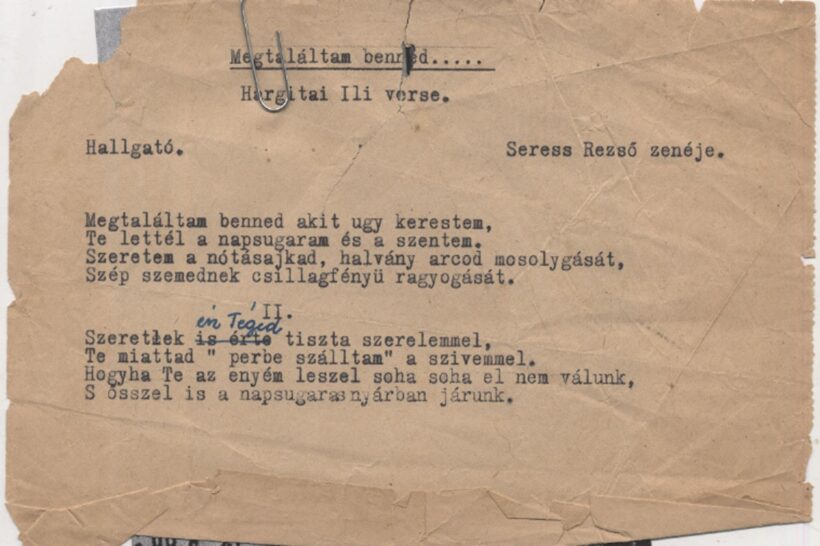 Megtaláltam benned.....
Hargitai Ili verse.
Hallgató. Seress Rezső zenéje.
Megtaláltam benned akit ugy kerestem,
Te lettél a napsugaram és a szentem.
Szeretem a nótásajkad, halvány arcod mosolygását,
Szép szemednek csillagfényü ragyogását.
II.
én Téged
Szeretlek is érte tiszta szerelemmel,
Te miattad " perbe szálltam" a szivemmel.
Hogyha Te az enyém leszel soha soha el nem válunk,
S ősszel is a napsugaras nyárban járunk.